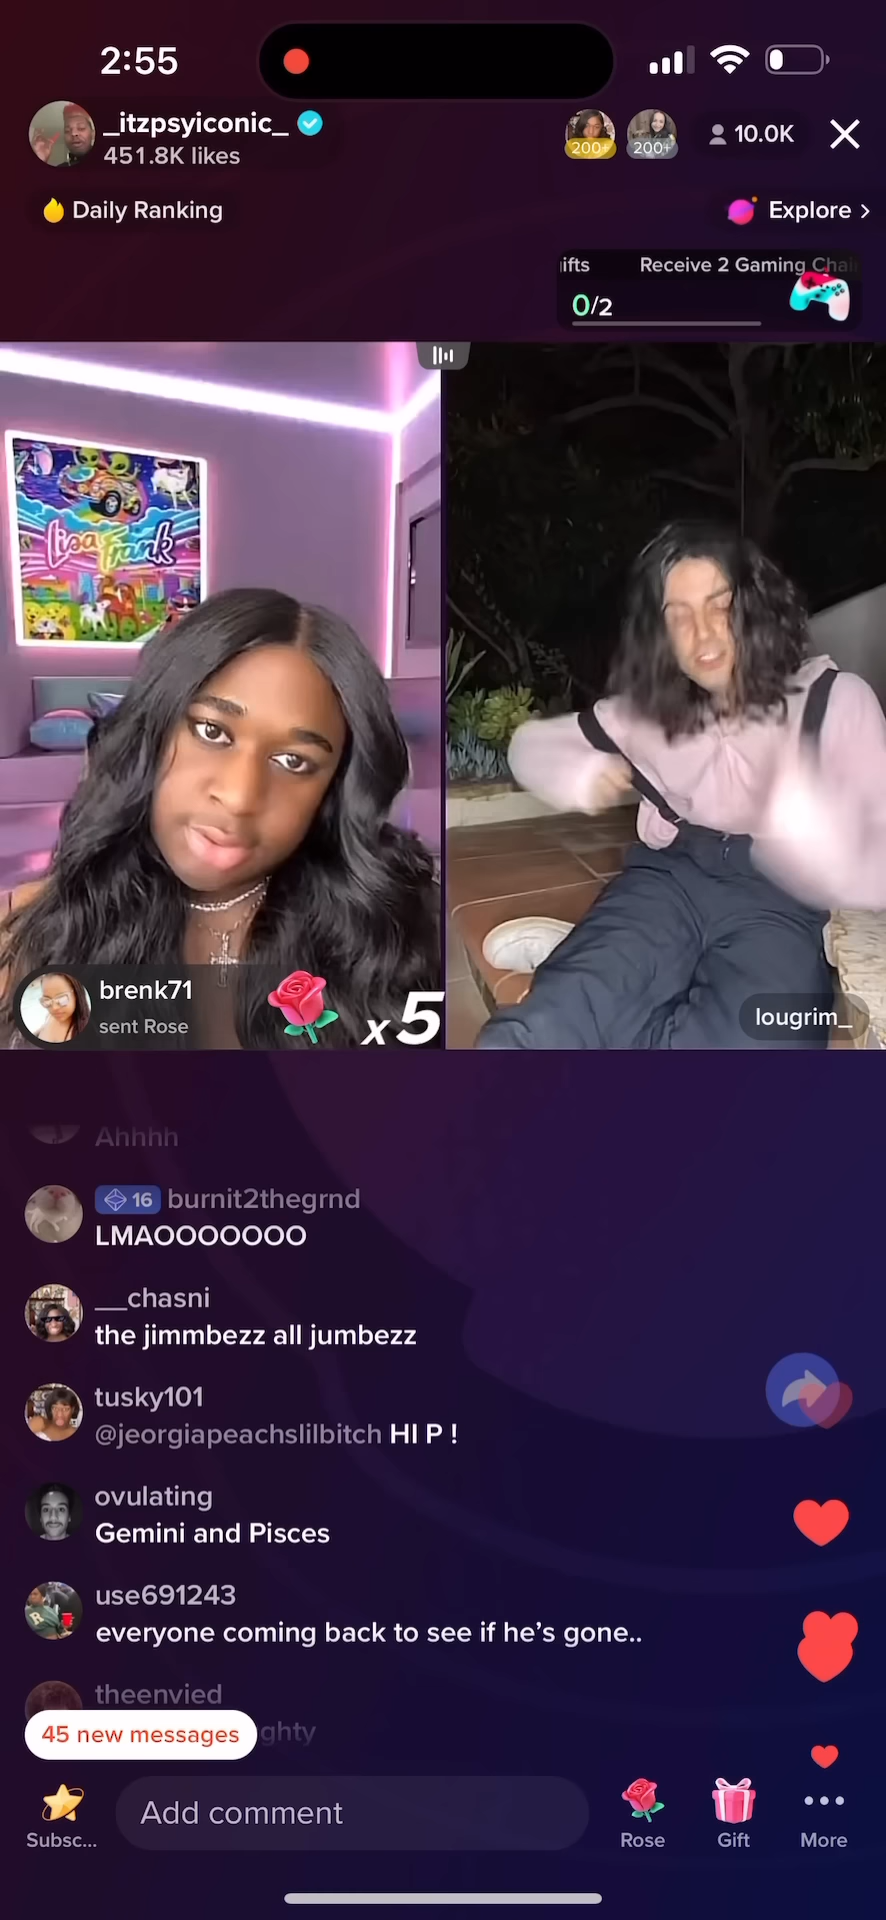 2:55
_itzpsyiconic_
451.8K likes
200+
200+
10.0K
Daily Ranking
Explore
ifts Receive 2 Gaming Chai
0/2
Lisa Frank
brenk71
sent Rose
x5
lougrim_
Ahhhh
16 burnit2thegrnd
LMAOOOOOOO
__chasni
the jimmbezz all jumbezz
tusky101
@jeorgiapeachslilbitch HI P !
ovulating
Gemini and Pisces
use691243
everyone coming back to see if he’s gone..
theenvied
45 new messages
ghty
Subsc...
Add comment
Rose
Gift
More